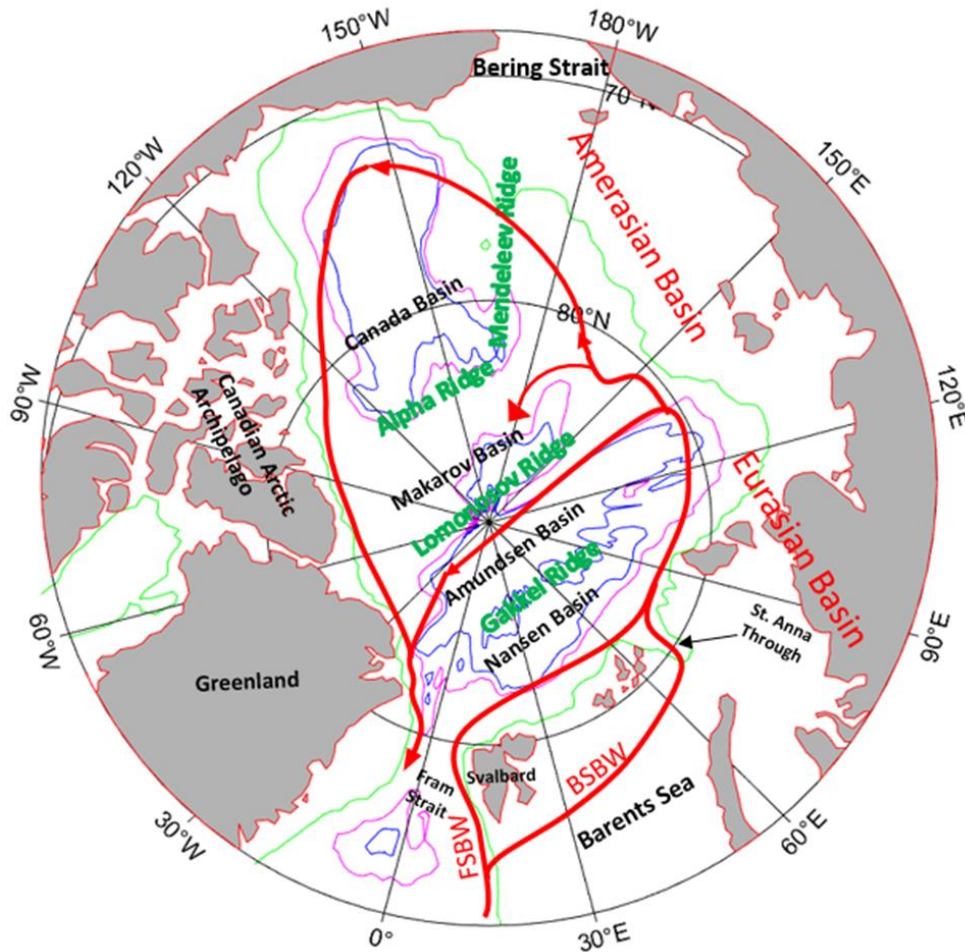 150°W
180°W
Bering Strait
70°N
120°W
150°E
Amerasian Basin
Mendeleev Ridge
Canada Basin
80°N
Alpha Ridge
90°W
Canadian Arctic
Archipelago
120°E
Makarov Basin
Lomonosov Ridge
Eurasian Basin
Amundsen Basin
Gakkel Ridge
Nansen Basin
St. Anna
Through
60°W
90°E
Greenland
Fram
Strait
Svalbard
BSBW
FSBW
Barents Sea
30°W
60°E
0°
30°E